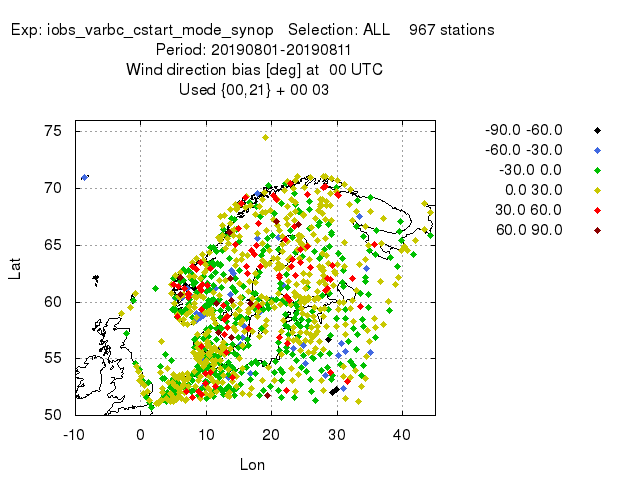 Exp: iobs_varbc_cstart_mode_synop Selection: ALL 967 stations
Period: 20190801-20190811
Wind direction bias [deg] at 00 UTC
Used {00,21} + 00 03
-90.0 -60.0
-60.0 -30.0
-30.0 0.0
0.0 30.0
30.0 60.0
60.0 90.0
75
70
65
60
55
50
Lat
-10 0 10 20 30 40
Lon